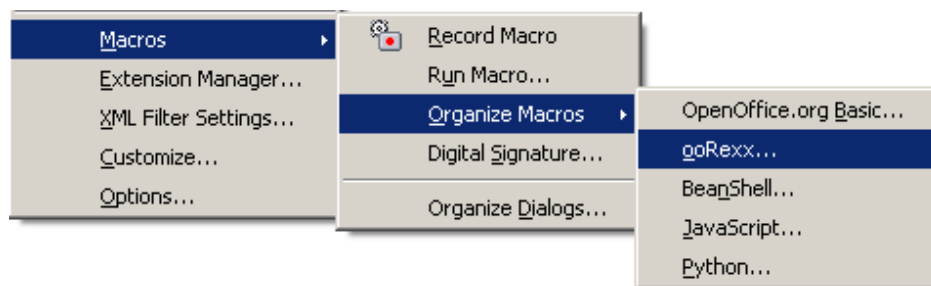 Macros
Extension Manager...
XML Filter Settings...
Customize...
Options...
Record Macro
Run Macro...
Organize Macros
Digital Signature...
Organize Dialogs...
OpenOffice.org Basic...
ooRexx...
BeanShell...
JavaScript...
Python...